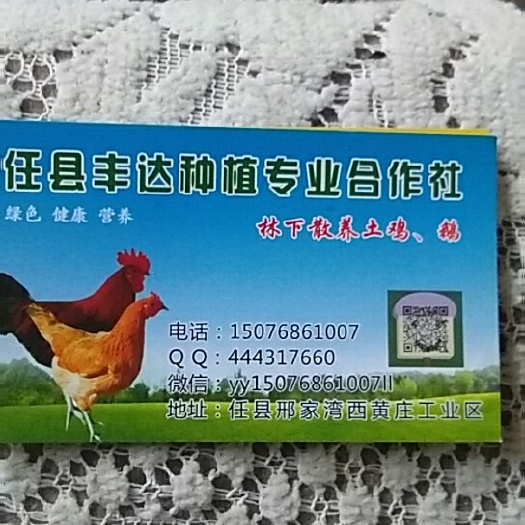 任县丰达种植专业合作社
绿色 健康 营养
林下散养土鸡、鹅
电话：15076861007
QQ：444317660
微信：yy15076861007ll
地址：任县邢家湾西黄庄工业区